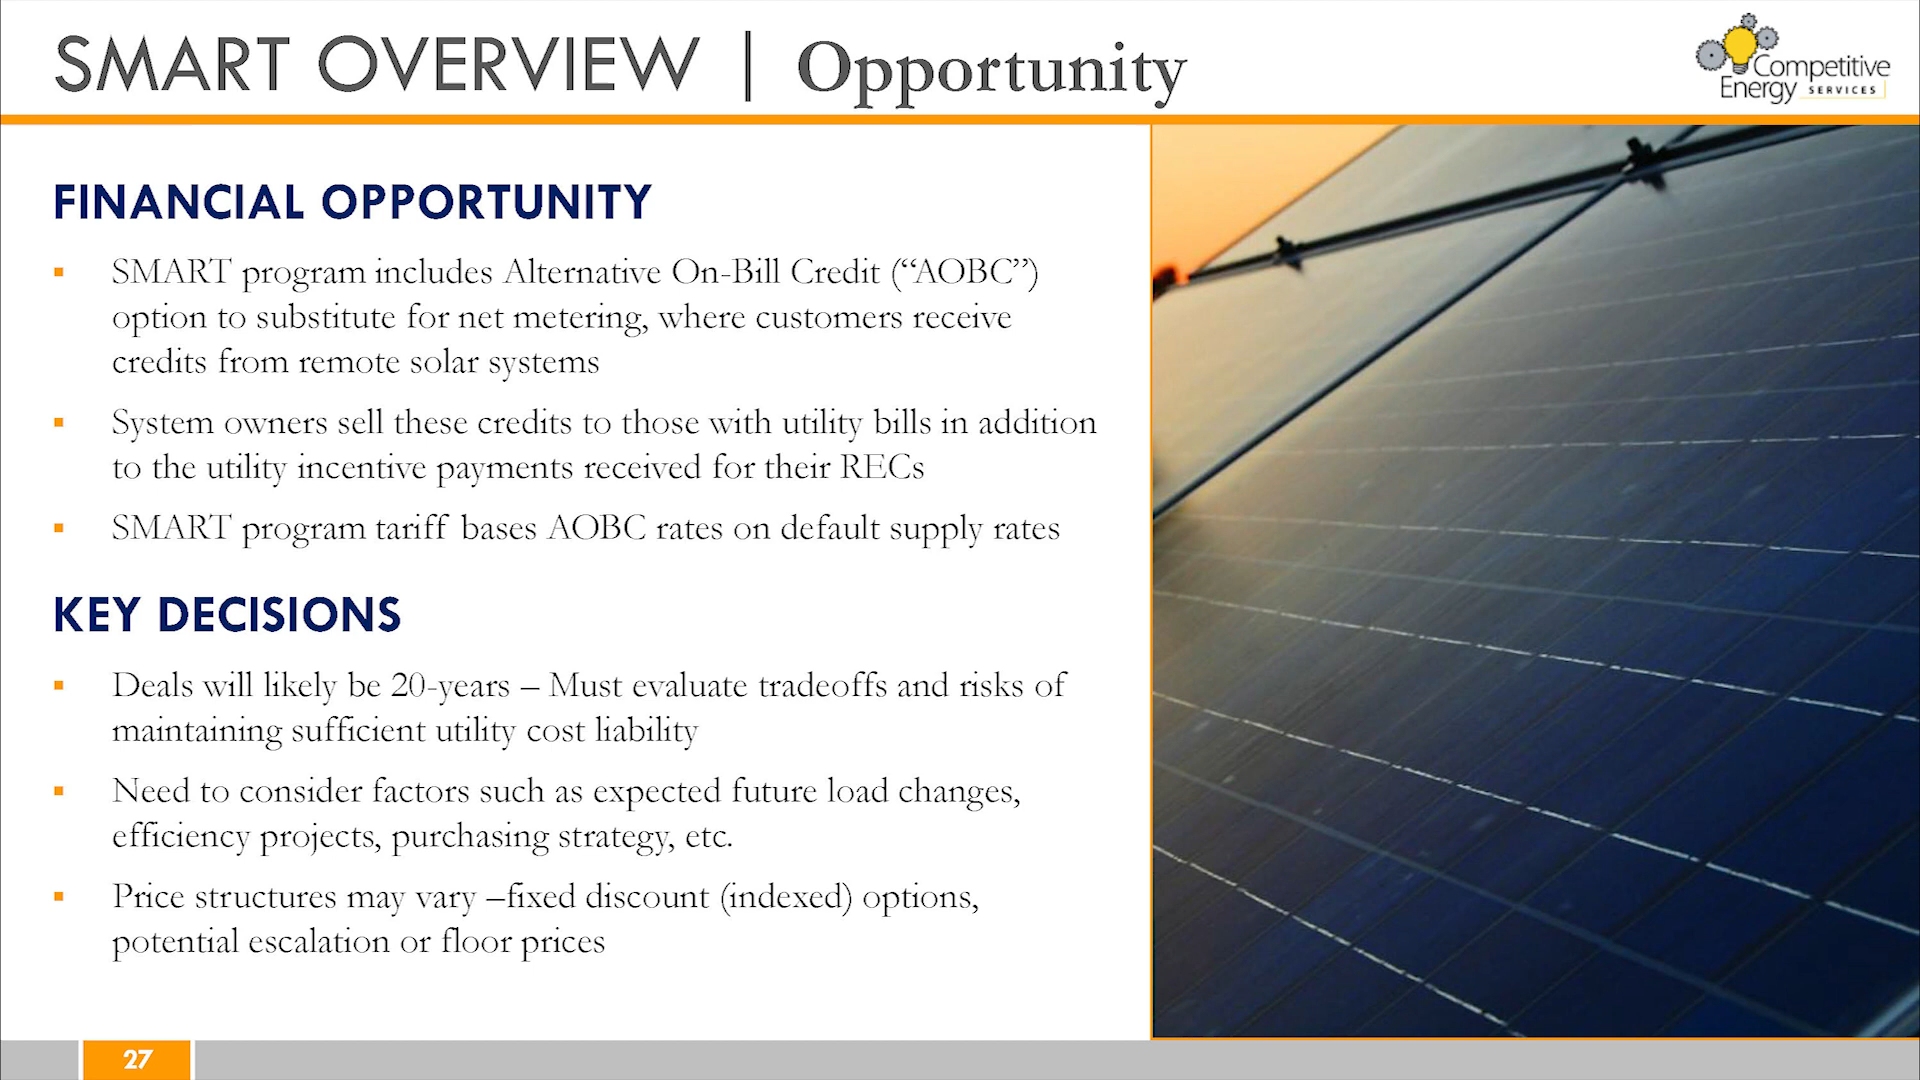 SMART OVERVIEW | Opportunity
Competitive
Energy SERVICES
FINANCIAL OPPORTUNITY
▪ SMART program includes Alternative On-Bill Credit (“AOBC”)
option to substitute for net metering, where customers receive
credits from remote solar systems
▪ System owners sell these credits to those with utility bills in addition
to the utility incentive payments received for their RECs
▪ SMART program tariff bases AOBC rates on default supply rates
KEY DECISIONS
▪ Deals will likely be 20-years – Must evaluate tradeoffs and risks of
maintaining sufficient utility cost liability
▪ Need to consider factors such as expected future load changes,
efficiency projects, purchasing strategy, etc.
▪ Price structures may vary –fixed discount (indexed) options,
potential escalation or floor prices
27